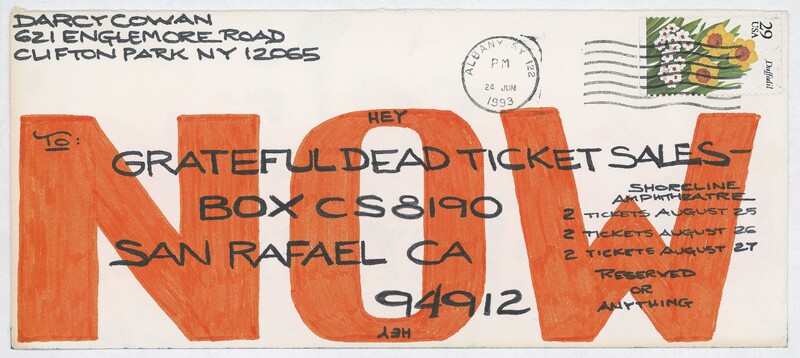 DARCY COWAN
621 ENGLEMORE ROAD
CLIFTON PARK NY 12065
ALBANY NY 122
PM
24 JUN
1993
29
USA
Daffodil
NOW
HEY
TO:
GRATEFUL DEAD TICKET SALES-
BOX CS8190
SAN RAFAEL CA
94912
SHORELINE
AMPHITHEATRE
2 TICKETS AUGUST 25
2 TICKETS AUGUST 26
2 TICKETS AUGUST 27
RESERVED
OR
ANYTHING
HEY